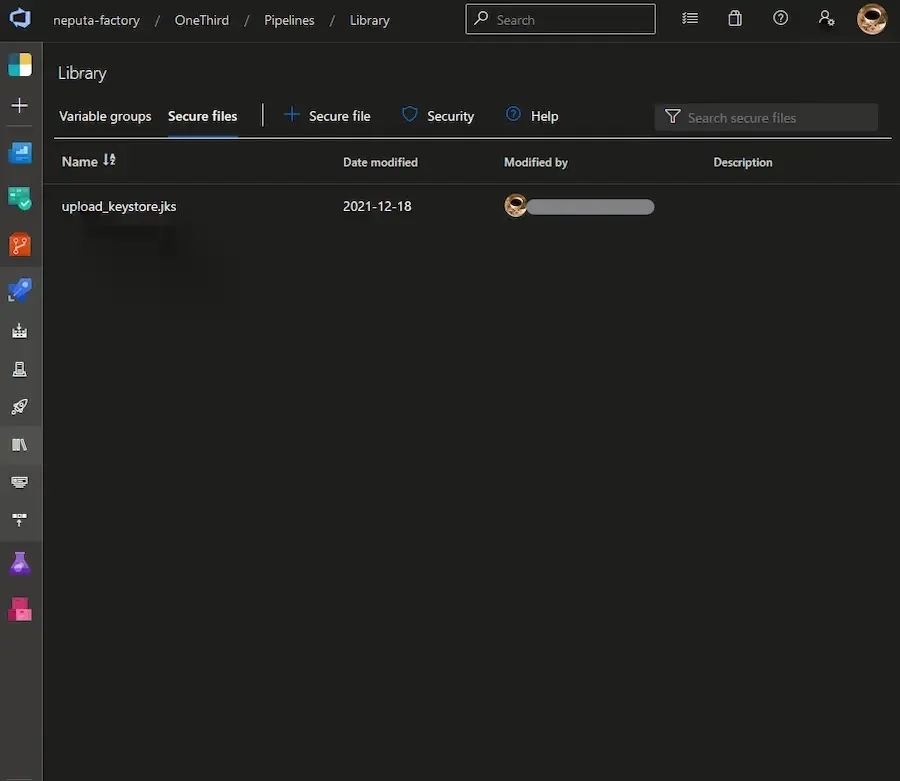 neputa-factory / OneThird / Pipelines / Library Search
Library
Variable groups Secure files Secure file Security Help Search secure files
Name Date modified Modified by Description
upload_keystore.jks 2021-12-18